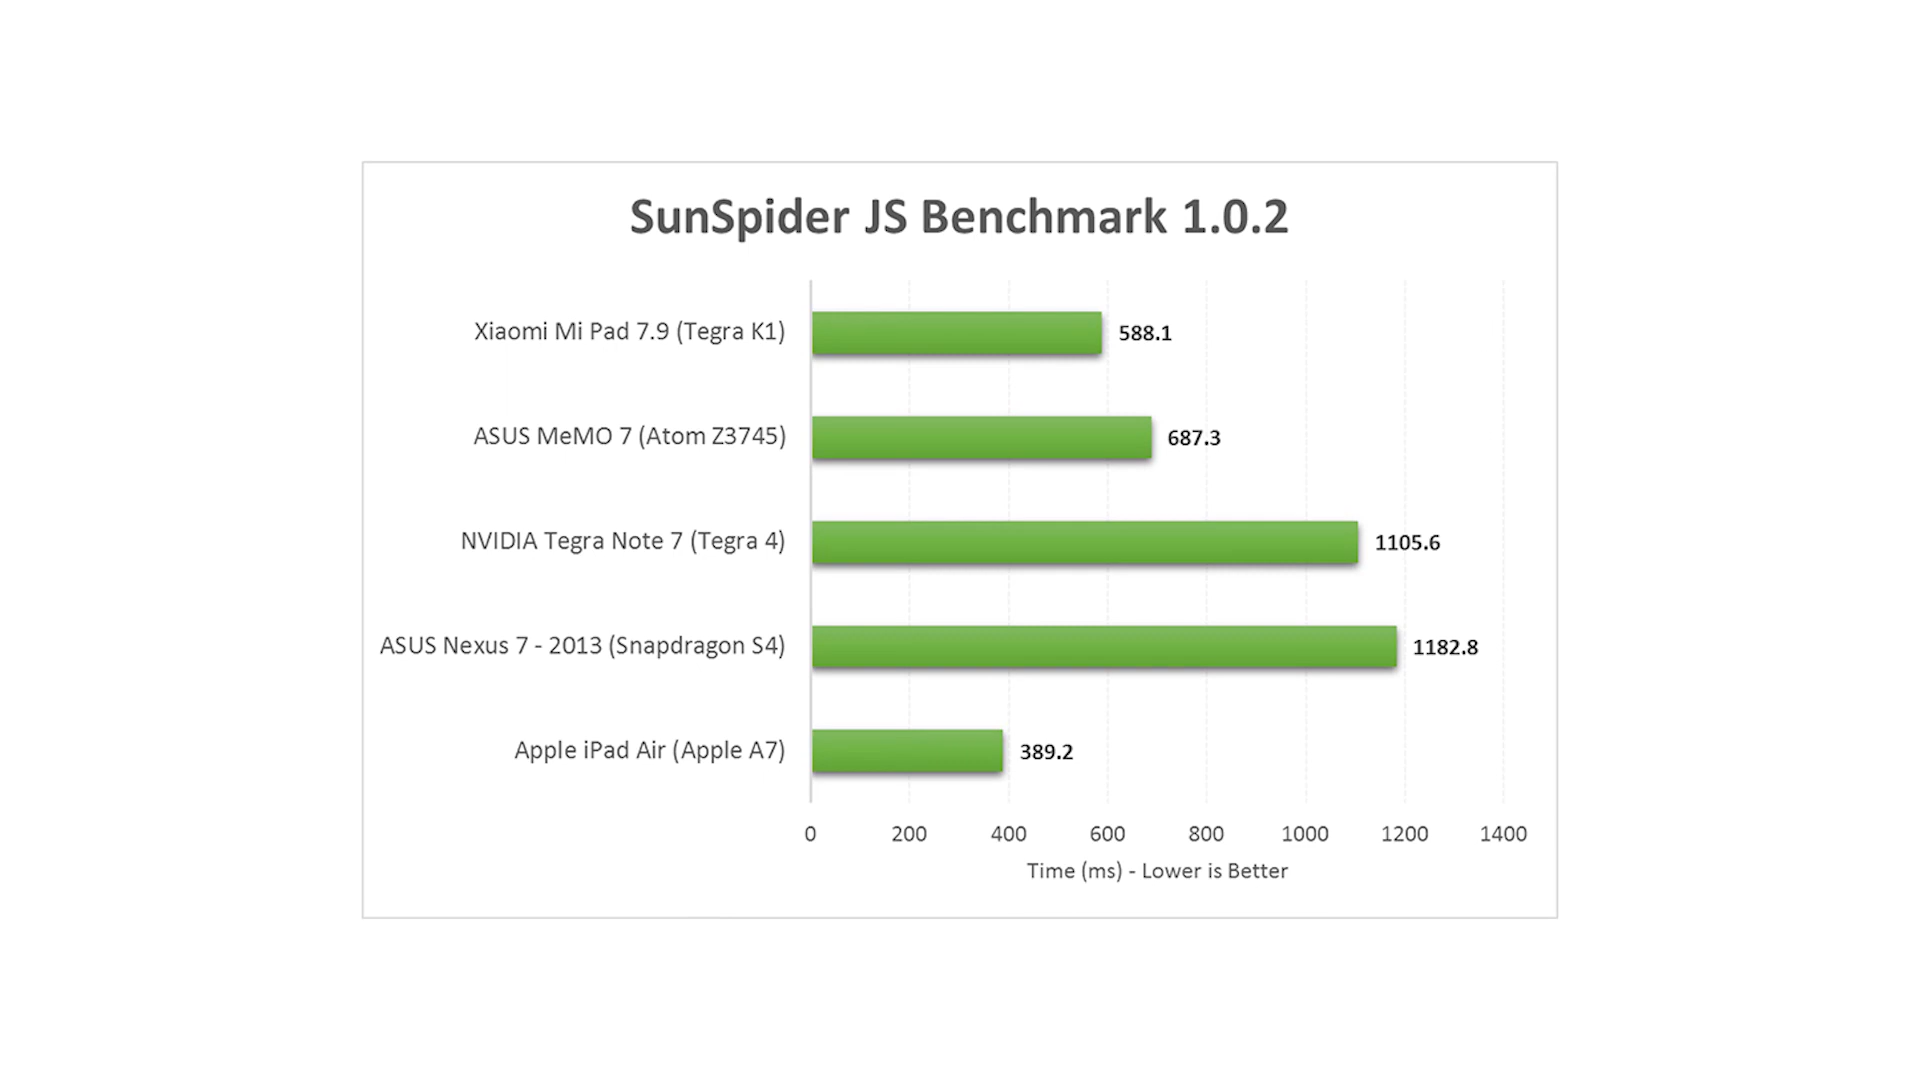 SunSpider JS Benchmark 1.0.2
Xiaomi Mi Pad 7.9 (Tegra K1) 588.1
ASUS MeMO 7 (Atom Z3745) 687.3
NVIDIA Tegra Note 7 (Tegra 4) 1105.6
ASUS Nexus 7 - 2013 (Snapdragon S4) 1182.8
Apple iPad Air (Apple A7) 389.2
0 200 400 600 800 1000 1200 1400
Time (ms) - Lower is Better